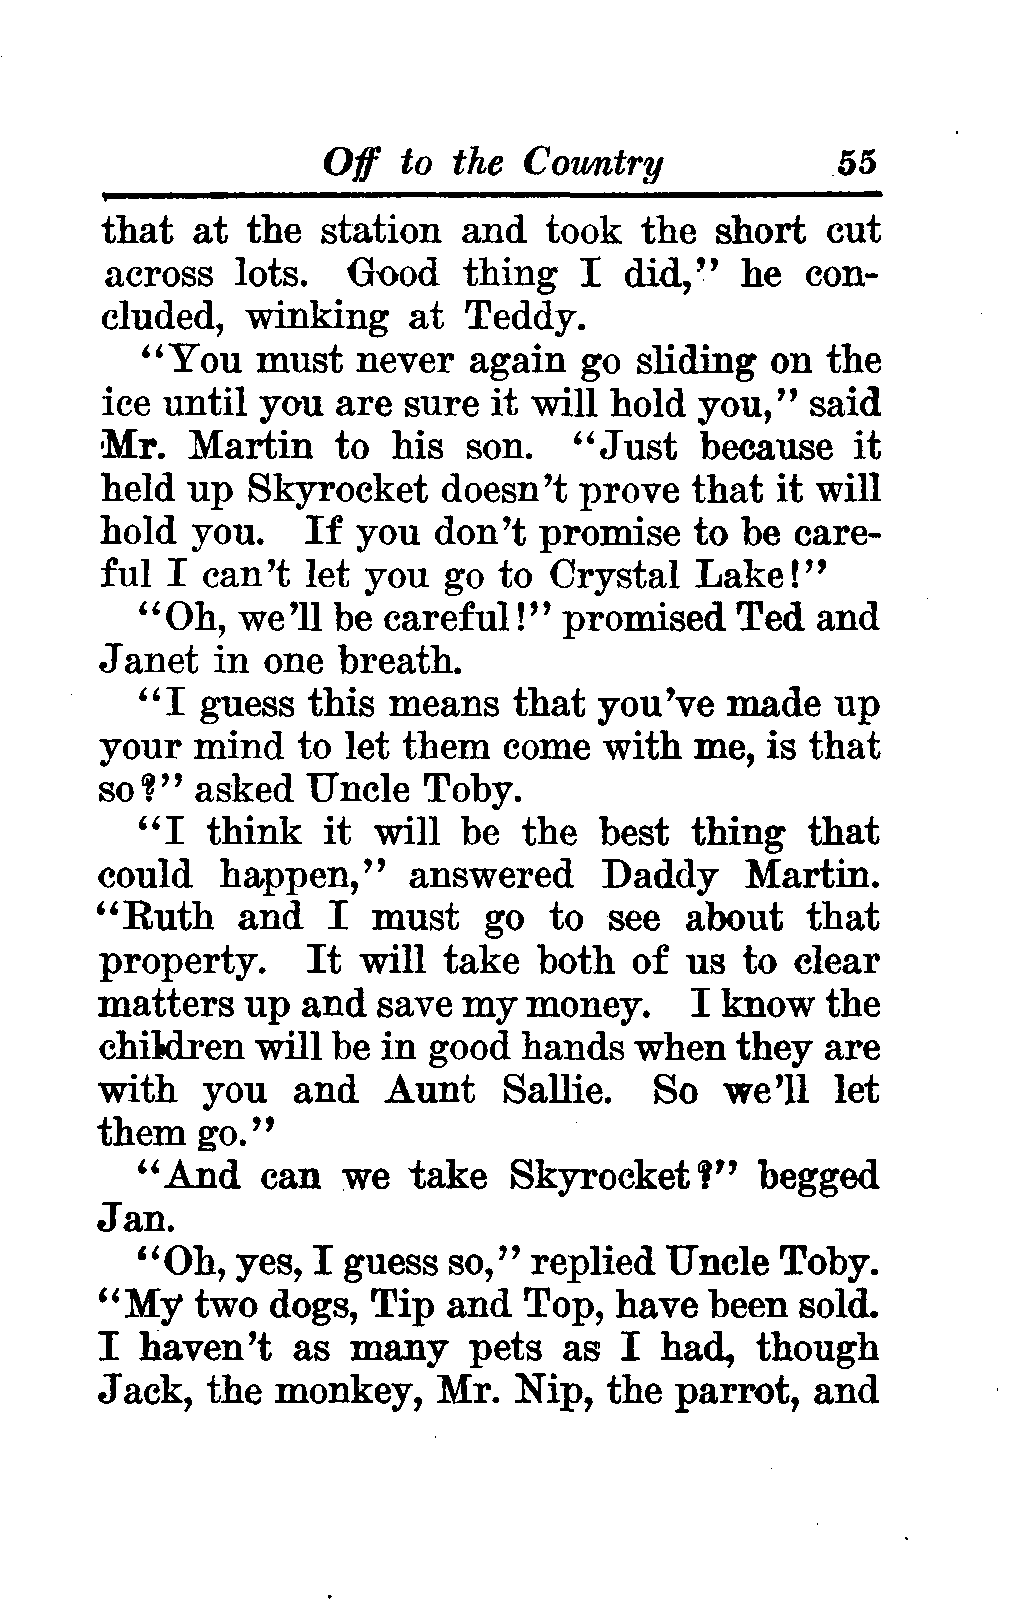 Off to the Country 55
that at the station and took the short cut
across lots. Good thing I did," he con-
cluded, winking at Teddy.
"You must never again go sliding on the
ice until you are sure it will hold you," said
Mr. Martin to his son. "Just because it
held up Skyrocket doesn't prove that it will
hold you. If you don't promise to be care-
ful I can't let you go to Crystal Lake!"
"Oh, we'll be careful!" promised Ted and
Janet in one breath.
"I guess this means that you've made up
your mind to let them come with me, is that
so?" asked Uncle Toby.
"I think it will be the best thing that
could happen," answered Daddy Martin.
"Ruth and I must go to see about that
property. It will take both of us to clear
matters up and save my money. I know the
children will be in good hands when they are
with you and Aunt Sallie. So we'll let
them go."
"And can we take Skyrocket?" begged
Jan.
"Oh, yes, I guess so," replied Uncle Toby.
"My two dogs, Tip and Top, have been sold.
I haven't as many pets as I had, though
Jack, the monkey, Mr. Nip, the parrot, and